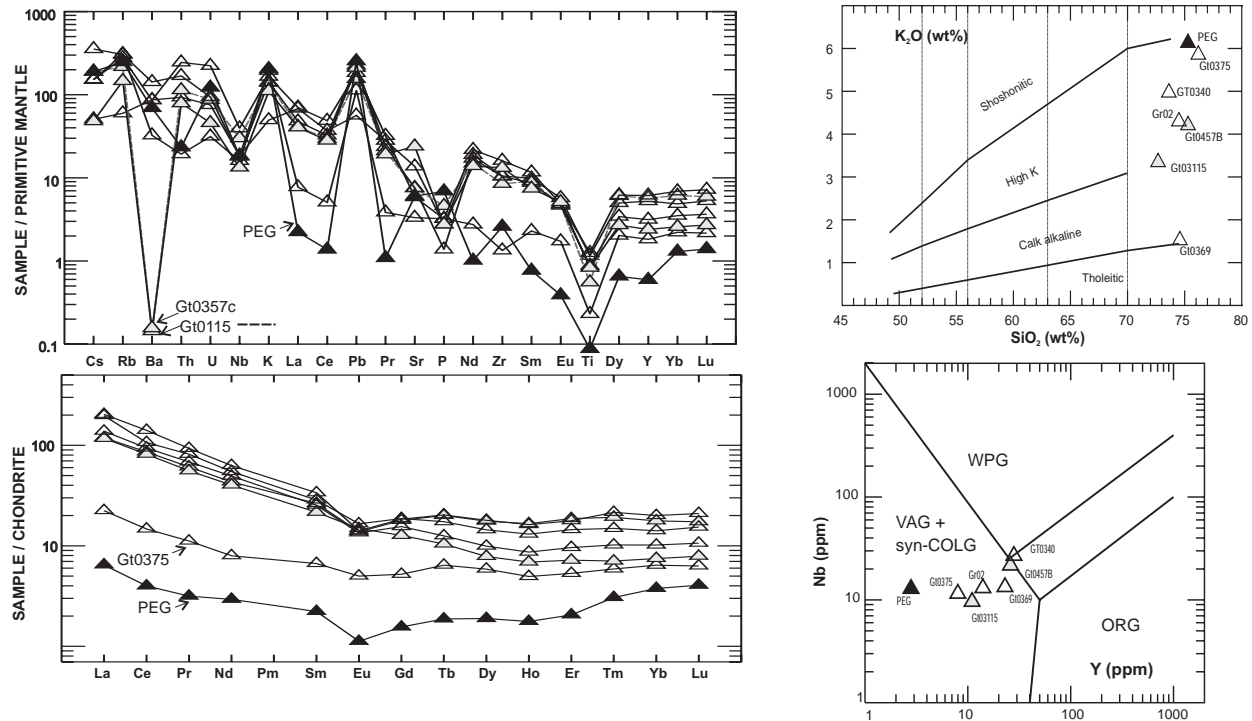 SAMPLE / PRIMITIVE MANTLE
1000
100
10
1
0.1
PEG
Gt0357c
Gt0115
Cs Rb Ba Th U Nb K La Ce Pb Pr Sr P Nd Zr Sm Eu Ti Dy Y Yb Lu
SAMPLE / CHONDRITE
100
10
Gt0375
PEG
La Ce Pr Nd Pm Sm Eu Gd Tb Dy Ho Er Tm Yb Lu
K₂O (wt%)
6
5
4
3
2
1
Shoshonitic
High K
Calk alkaline
Tholeitic
PEG
Gt0375
GT0340
Gr02
Gt0457B
Gt03115
Gt0369
45 50 55 60 65 70 75 80
SiO₂ (wt%)
Nb (ppm)
1000
100
10
1
WPG
VAG +
syn-COLG
ORG
GT0340
Gt0457B
Gr02
Gt0375
Gt0369
PEG
Gt03115
Y (ppm)
1 10 100 1000